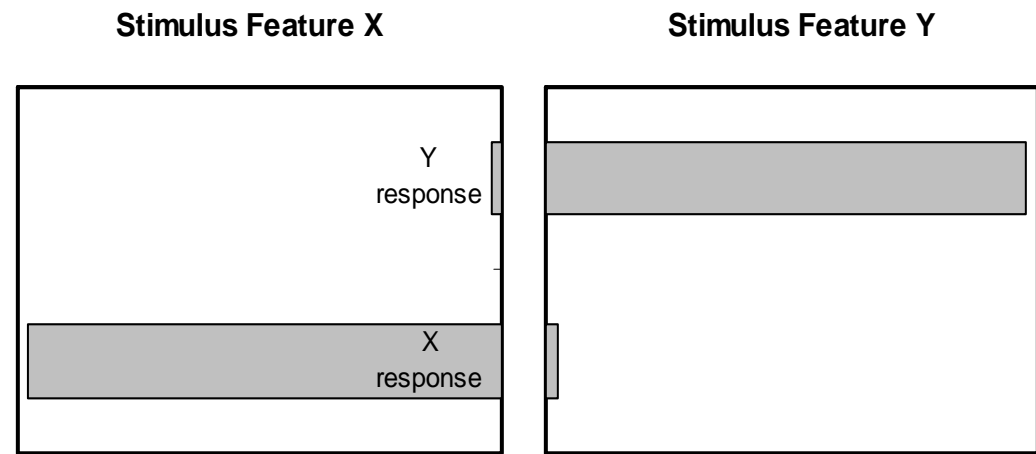 Stimulus Feature X
Stimulus Feature Y
Y
response
X
response